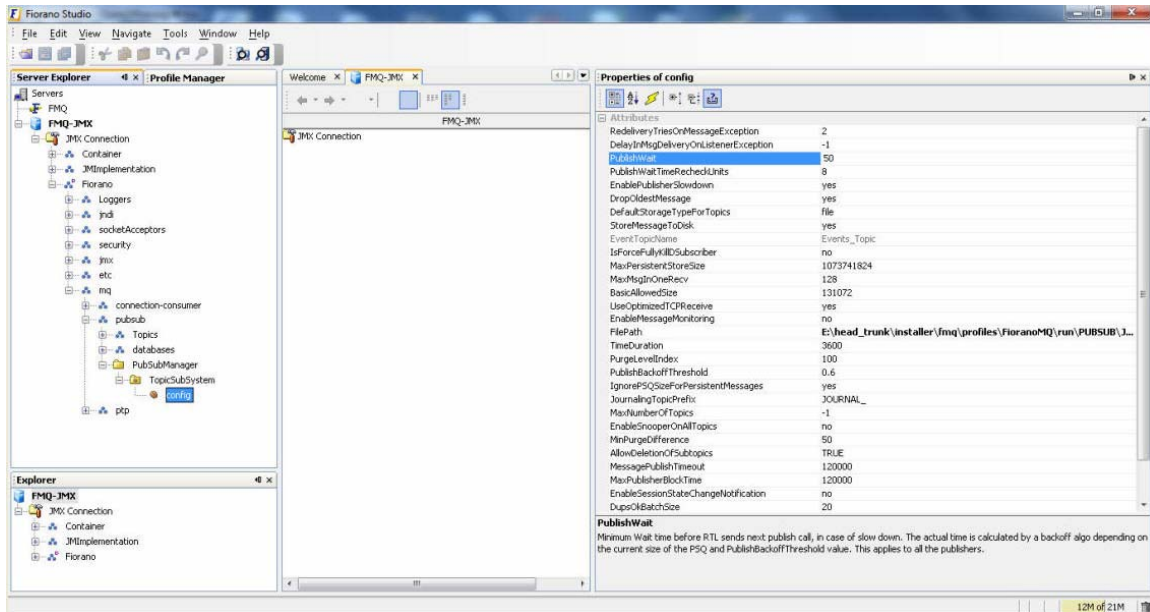 Fiorano Studio
File Edit View Navigate Tools Window Help
Server Explorer
Profile Manager
Servers
FMQ
FMQ-JMX
JMX Connection
Container
JMImplementation
Fiorano
Loggers
jndi
socketAcceptors
security
jmx
etc
mq
connection-consumer
pubsub
Topics
databases
PubSubManager
TopicSubSystem
config
ptp
Explorer
FMQ-JMX
JMX Connection
Container
JMImplementation
Fiorano
Welcome
FMQ-JMX
FMQ-JMX
JMX Connection
Properties of config
Attributes
RedeliveryTriesOnMessageException 2
DelayInMsgDeliveryOnListenerException -1
PublishWait 50
PublishWaitTimeRecheckUnits 8
EnablePublisherSlowdown yes
DropOldestMessage yes
DefaultStorageTypeForTopics file
StoreMessageToDisk yes
EventTopicName Events_Topic
IsForceFullyKillDSubscriber no
MaxPersistentStoreSize 1073741824
MaxMsgInOneRecv 128
BasicAllowedSize 131072
UseOptimizedTCPReceive yes
EnableMessageMonitoring no
FilePath E:\head_trunk\installer\fmq\profiles\FioranoMQ\run\PUBSUB\J...
TimeDuration 3600
PurgeLevelIndex 100
PublishBackoffThreshold 0.6
IgnorePSQSizeForPersistentMessages yes
JournalingTopicPrefix JOURNAL_
MaxNumberOfTopics -1
EnableSnooperOnAllTopics no
MinPurgeDifference 50
AllowDeletionOfSubtopics TRUE
MessagePublishTimeout 120000
MaxPublisherBlockTime 120000
EnableSessionStateChangeNotification no
DupsOkBatchSize 20
PublishWait
Minimum Wait time before RTL sends next publish call, in case of slow down. The actual time is calculated by a backoff algo depending on
the current size of the PSQ and PublishBackoffThreshold value. This applies to all the publishers.
12M of 21M